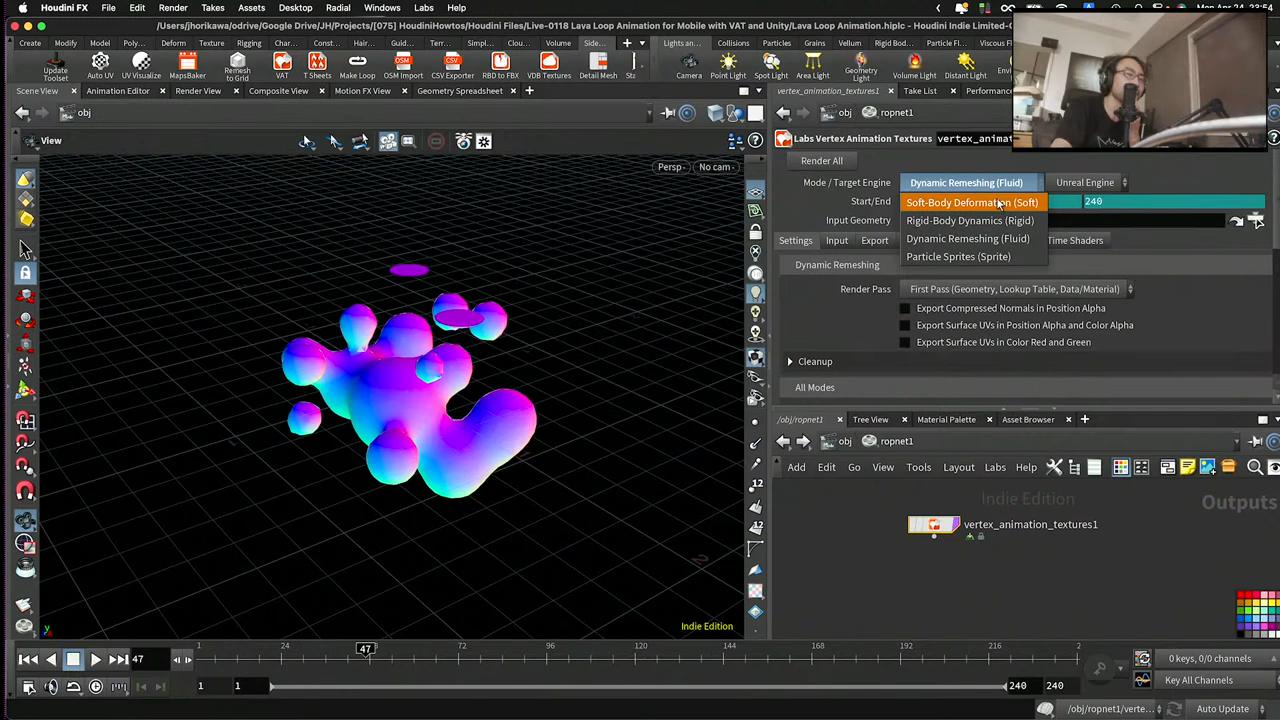 Houdini FX File Edit Render Takes Assets Desktop Radial Windows Labs Help
/Users/jhorikawa/odrive/Google Drive/JH/Projects/[075] HoudiniHowtos/Houdini Files/Live-0118 Lava Loop Animation for Mobile with VAT and Unity/Lava Loop Animation.hiplc - Houdini Indie Limited-C
Create Modify Model Poly... Deform Texture Rigging Char... Const... Hair... Guid... Terr... Simpl... Clou... Volume Side... Lights an... Collisions Particles Grains Vellum Rigid Bod... Particle Fl... Viscous Fl...
Update Toolkit Auto UV UV Visualize MapsBaker Remesh to Grid VAT T Sheets Make Loop OSM Import CSV Exporter RBD to FBX VDB Textures Detail Mesh Camera Point Light Spot Light Area Light Geometry Light Volume Light Distant Light
Scene View Animation Editor Render View Composite View Motion FX View Geometry Spreadsheet vertex_animation_textures1 Take List
obj obj ropnet1
View Labs Vertex Animation Textures
Persp No cam
Render All
Mode / Target Engine Dynamic Remeshing (Fluid) Unreal Engine
Start/End 240
Soft-Body Deformation (Soft)
Input Geometry
Rigid-Body Dynamics (Rigid)
Dynamic Remeshing (Fluid)
Particle Sprites (Sprite)
Settings Input Export Time Shaders
Dynamic Remeshing
Render Pass First Pass (Geometry, Lookup Table, Data/Material)
Export Compressed Normals in Position Alpha
Export Surface UVs in Position Alpha and Color Alpha
Export Surface UVs in Color Red and Green
Cleanup
All Modes
/obj/ropnet1 Tree View Material Palette Asset Browser
obj ropnet1
Add Edit Go View Tools Layout Labs Help
Indie Edition
Outputs
vertex_animation_textures1
Indie Edition
1 24 47 72 96 120 144 168 192 216 2
47
0 keys, 0/0 channels
1 1 240 240
Key All Channels
/obj/ropnet1/verte... Auto Update